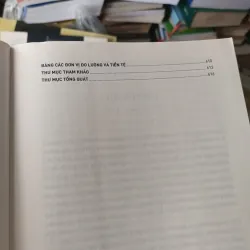 BẢNG CÁC ĐƠN VỊ ĐO LƯỜNG VÀ TIỀN TỆ
THƯ MỤC THAM KHẢO
THƯ MỤC TỔNG QUÁT